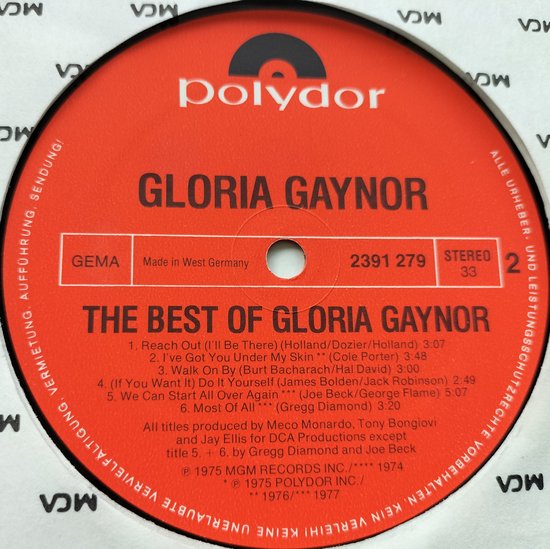 MCA
MCA
MCA
MCA
MCA
polydor
GLORIA GAYNOR
GEMA
Made in West Germany
2391 279
STEREO
33
2
THE BEST OF GLORIA GAYNOR
1. Reach Out (I'll Be There) (Holland/Dozier/Holland) 3:07
2. I've Got You Under My Skin ** (Cole Porter) 3:48
3. Walk On By (Burt Bacharach/Hal David) 3:00
4. (If You Want It) Do It Yourself (James Bolden/Jack Robinson) 2:49
5. We Can Start All Over Again *** (Joe Beck/George Flame) 5:07
6. Most Of All *** (Gregg Diamond) 3:20
All titles produced by Meco Monardo, Tony Bongiovi
and Jay Ellis for DCA Productions except
title 5. + 6. by Gregg Diamond and Joe Beck
℗ 1975 MGM RECORDS INC./**** 1974
* ℗ 1975 POLYDOR INC./
** 1976/*** 1977
ALLE URHEBER- UND LEISTUNGSSCHUTZRECHTE VORBEHALTEN. KEIN VERLEIH! KEINE UNERLAUBTE VERVIELFÄLTIGUNG, VERMIETUNG, AUFFÜHRUNG, SENDUNG!
MCA
MCA
MCA
MCA